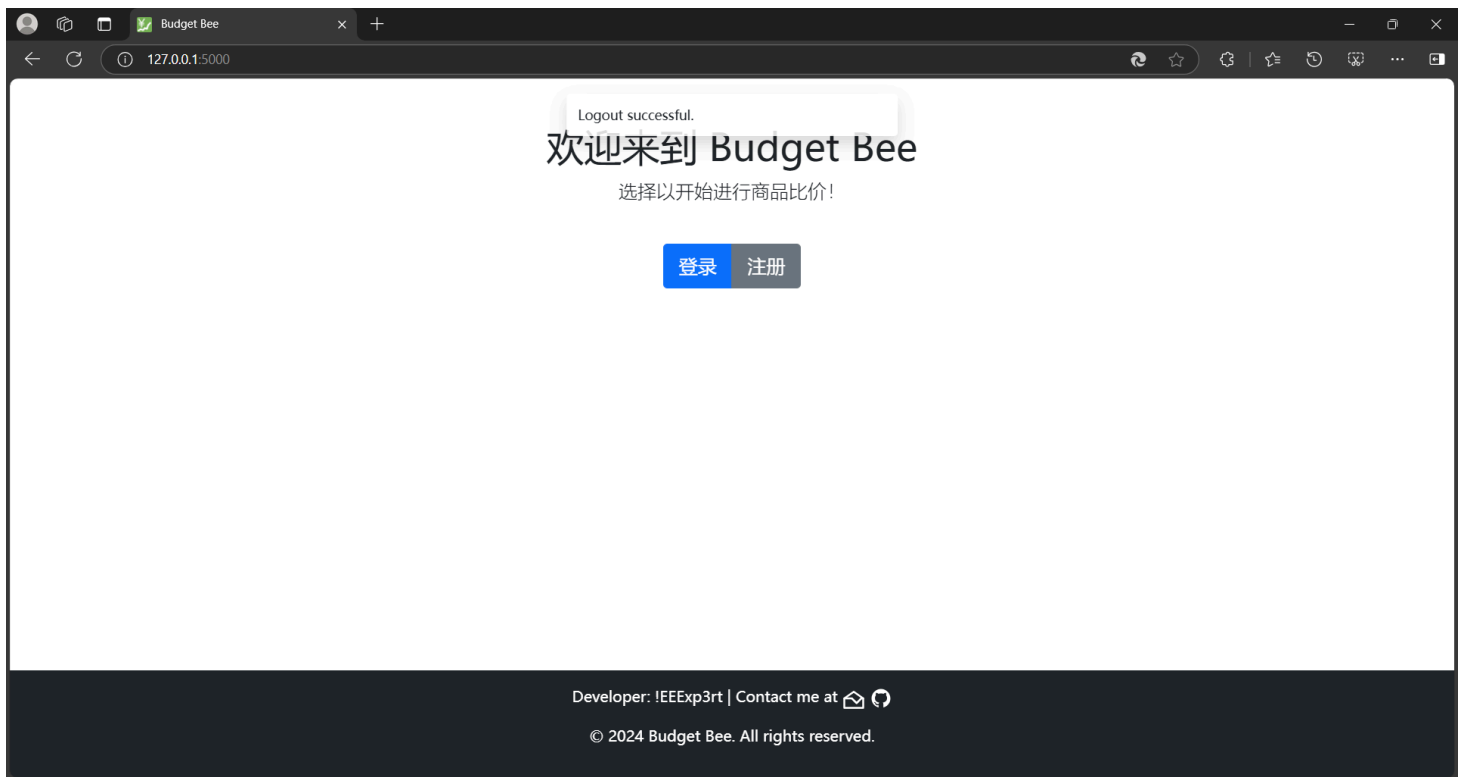 Budget Bee
127.0.0.1:5000
Logout successful.
欢迎来到 Budget Bee
选择以开始进行商品比价！
登录 注册
Developer: !EEExp3rt | Contact me at
© 2024 Budget Bee. All rights reserved.